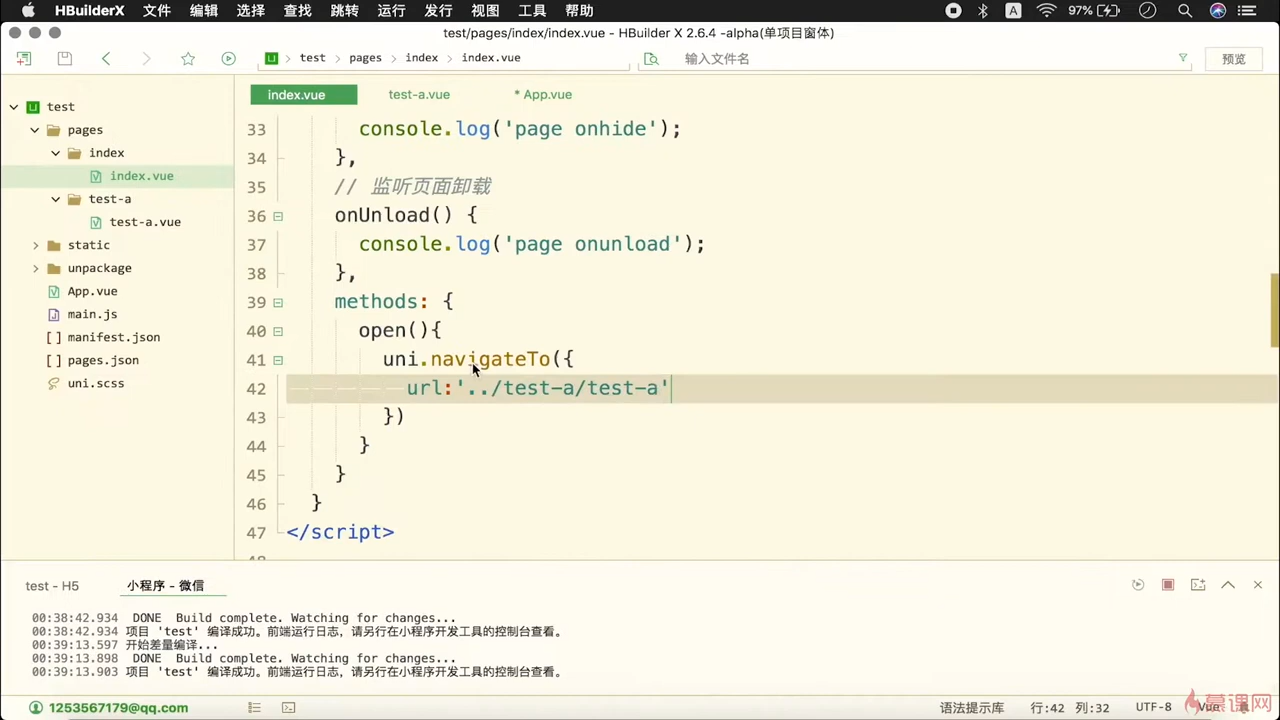 HBuilderX 文件 编辑 选择 查找 跳转 运行 发行 视图 工具 帮助 A 97%
test/pages/index/index.vue - HBuilder X 2.6.4 -alpha(单项目窗体)
test pages index index.vue 输入文件名 预览
index.vue test-a.vue * App.vue
test
pages
index
index.vue
test-a
test-a.vue
static
unpackage
App.vue
main.js
[ ] manifest.json
[ ] pages.json
uni.scss
33 console.log('page onhide');
34 },
35 // 监听页面卸载
36 onUnload() {
37 console.log('page onunload');
38 },
39 methods: {
40 open(){
41 uni.navigateTo({
42 url:'../test-a/test-a'
43 })
44 }
45 }
46 }
47 </script>
test - H5 小程序 - 微信
00:38:42.934 DONE Build complete. Watching for changes...
00:38:42.934 项目 'test' 编译成功。前端运行日志，请另行在小程序开发工具的控制台查看。
00:39:13.597 开始差量编译...
00:39:13.898 DONE Build complete. Watching for changes...
00:39:13.903 项目 'test' 编译成功。前端运行日志，请另行在小程序开发工具的控制台查看。
1253567179@qq.com 语法提示库 行:42 列:32 UTF-8 Vue
慕课网